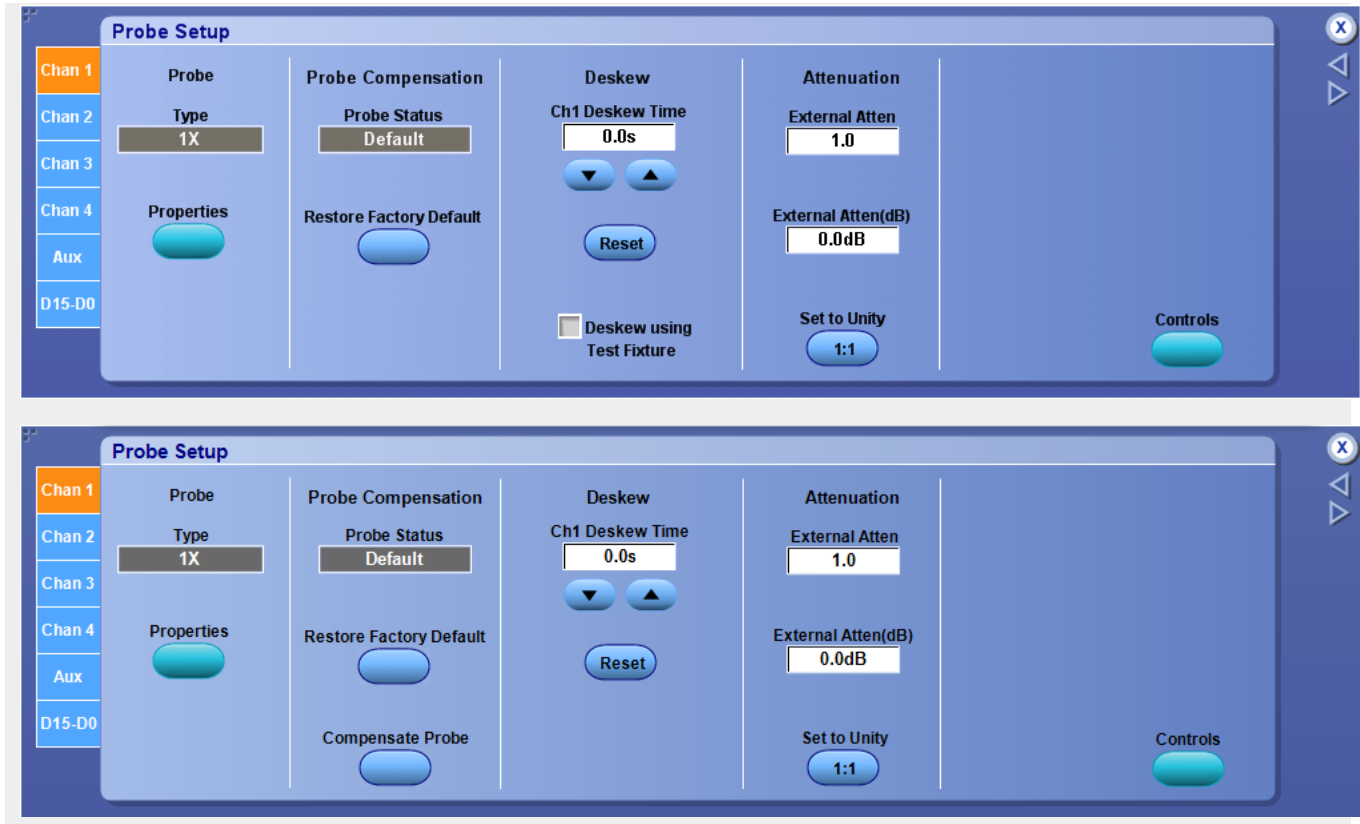 Probe Setup
X
Chan 1
Chan 2
Chan 3
Chan 4
Aux
D15-D0
Probe
Type
1X
Properties
Probe Compensation
Probe Status
Default
Restore Factory Default
Deskew
Ch1 Deskew Time
0.0s
Reset
Deskew using
Test Fixture
Attenuation
External Atten
1.0
External Atten(dB)
0.0dB
Set to Unity
1:1
Controls
Probe Setup
X
Chan 1
Chan 2
Chan 3
Chan 4
Aux
D15-D0
Probe
Type
1X
Properties
Probe Compensation
Probe Status
Default
Restore Factory Default
Compensate Probe
Deskew
Ch1 Deskew Time
0.0s
Reset
Attenuation
External Atten
1.0
External Atten(dB)
0.0dB
Set to Unity
1:1
Controls